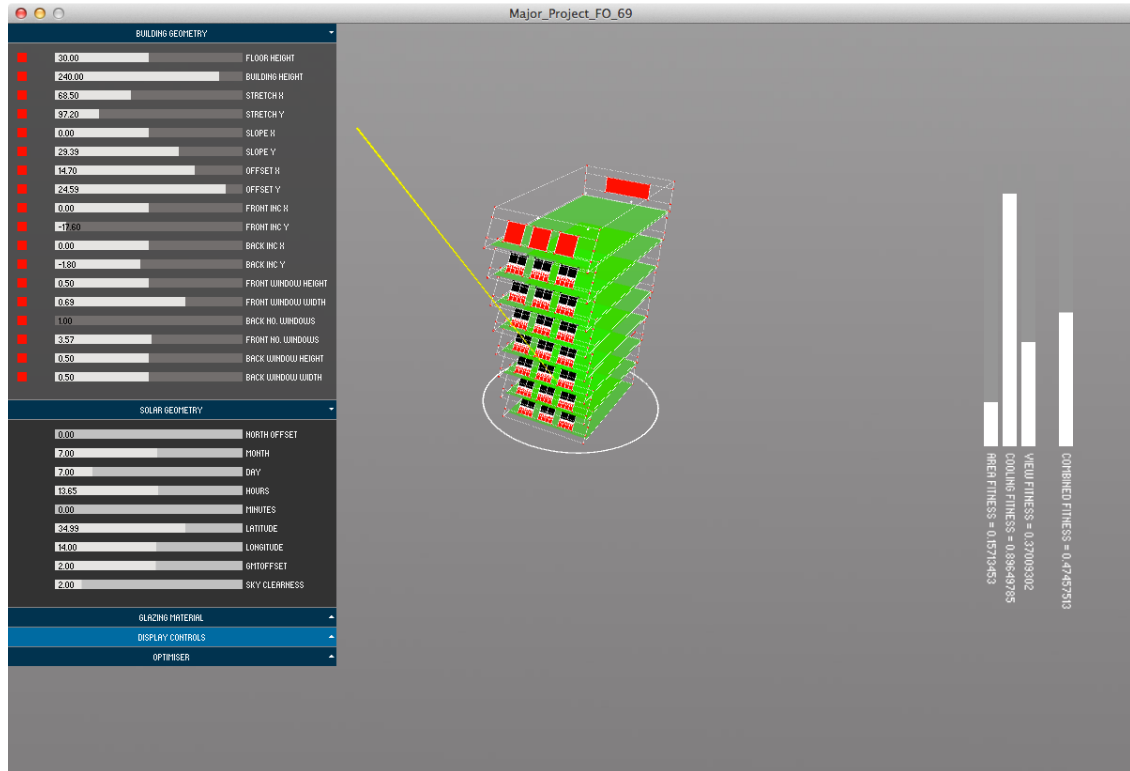 Major_Project_FO_69
BUILDING GEOMETRY
30.00 FLOOR HEIGHT
240.00 BUILDING HEIGHT
68.50 STRETCH X
97.20 STRETCH Y
0.00 SLOPE X
29.39 SLOPE Y
14.70 OFFSET X
24.59 OFFSET Y
0.00 FRONT INC X
-17.60 FRONT INC Y
0.00 BACK INC X
-1.80 BACK INC Y
0.50 FRONT WINDOW HEIGHT
0.69 FRONT WINDOW WIDTH
1.00 BACK NO. WINDOWS
3.57 FRONT NO. WINDOWS
0.50 BACK WINDOW HEIGHT
0.50 BACK WINDOW WIDTH
SOLAR GEOMETRY
0.00 NORTH OFFSET
7.00 MONTH
7.00 DAY
13.65 HOURS
0.00 MINUTES
34.99 LATITUDE
14.00 LONGITUDE
2.00 GMTOFFSET
2.00 SKY CLEARNESS
GLAZING MATERIAL
DISPLAY CONTROLS
OPTIMISER
AREA FITNESS = 0.15713453
COOLING FITNESS = 0.89649785
VIEW FITNESS = 0.37009302
COMBINED FITNESS = 0.47457513